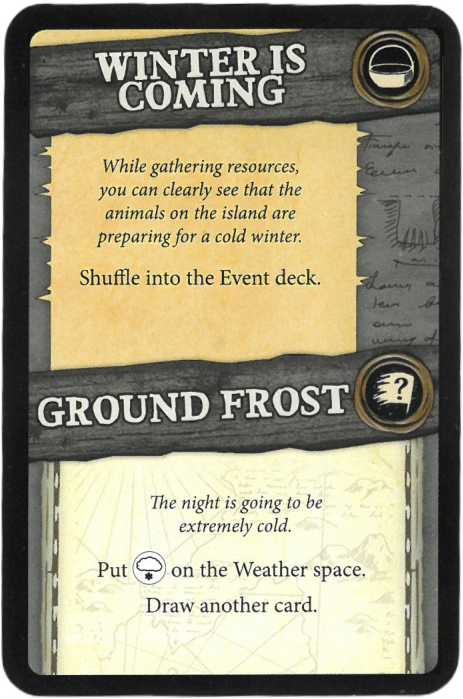 WINTER IS
COMING
While gathering resources,
you can clearly see that the
animals on the island are
preparing for a cold winter.
Shuffle into the Event deck.
GROUND FROST
?
The night is going to be
extremely cold.
Put on the Weather space.
Draw another card.